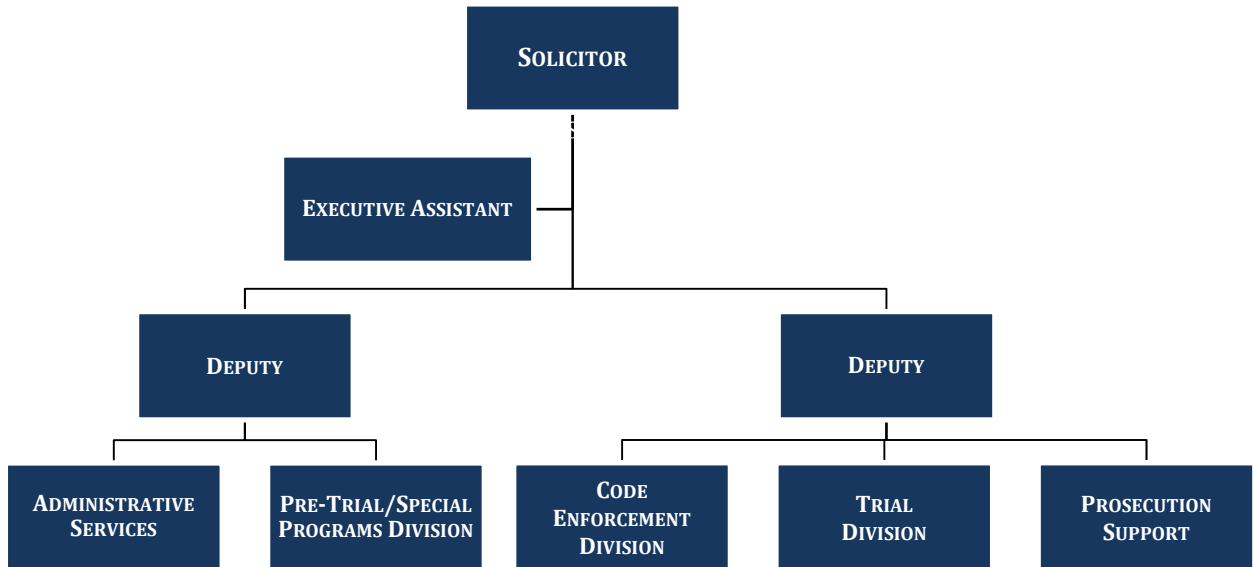 SOLICITOR
EXECUTIVE ASSISTANT
DEPUTY
DEPUTY
ADMINISTRATIVE
SERVICES
PRE-TRIAL/SPECIAL
PROGRAMS DIVISION
CODE
ENFORCEMENT
DIVISION
TRIAL
DIVISION
PROSECUTION
SUPPORT